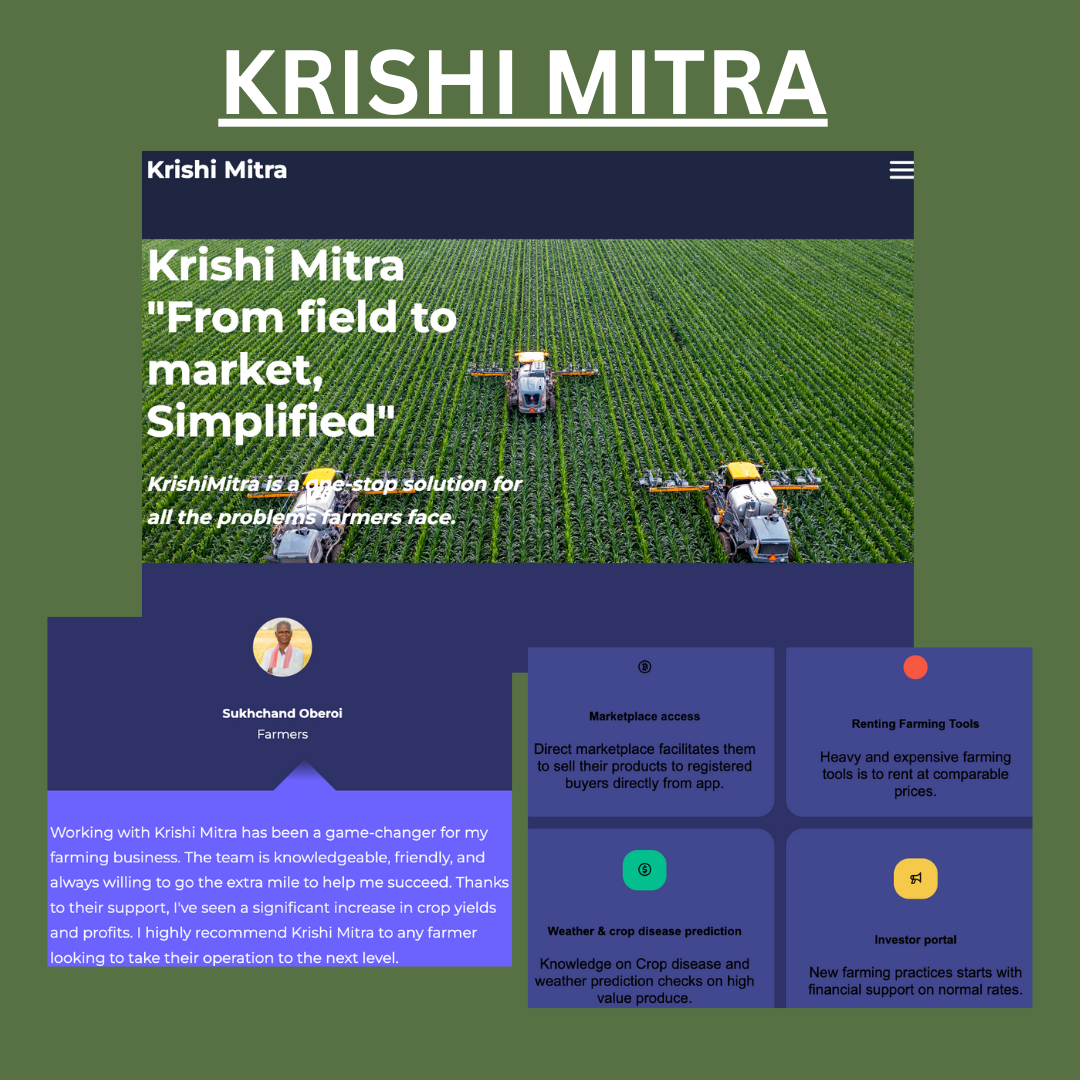 KRISHI MITRA
Krishi Mitra
Krishi Mitra
"From field to
market,
Simplified"
KrishiMitra is a one-stop solution for
all the problems farmers face.
Sukhchand Oberoi
Farmers
Working with Krishi Mitra has been a game-changer for my
farming business. The team is knowledgeable, friendly, and
always willing to go the extra mile to help me succeed. Thanks
to their support, I've seen a significant increase in crop yields
and profits. I highly recommend Krishi Mitra to any farmer
looking to take their operation to the next level.
Marketplace access
Direct marketplace facilitates them
to sell their products to registered
buyers directly from app.
Renting Farming Tools
Heavy and expensive farming
tools is to rent at comparable
prices.
Weather & crop disease prediction
Knowledge on Crop disease and
weather prediction checks on high
value produce.
Investor portal
New farming practices starts with
financial support on normal rates.